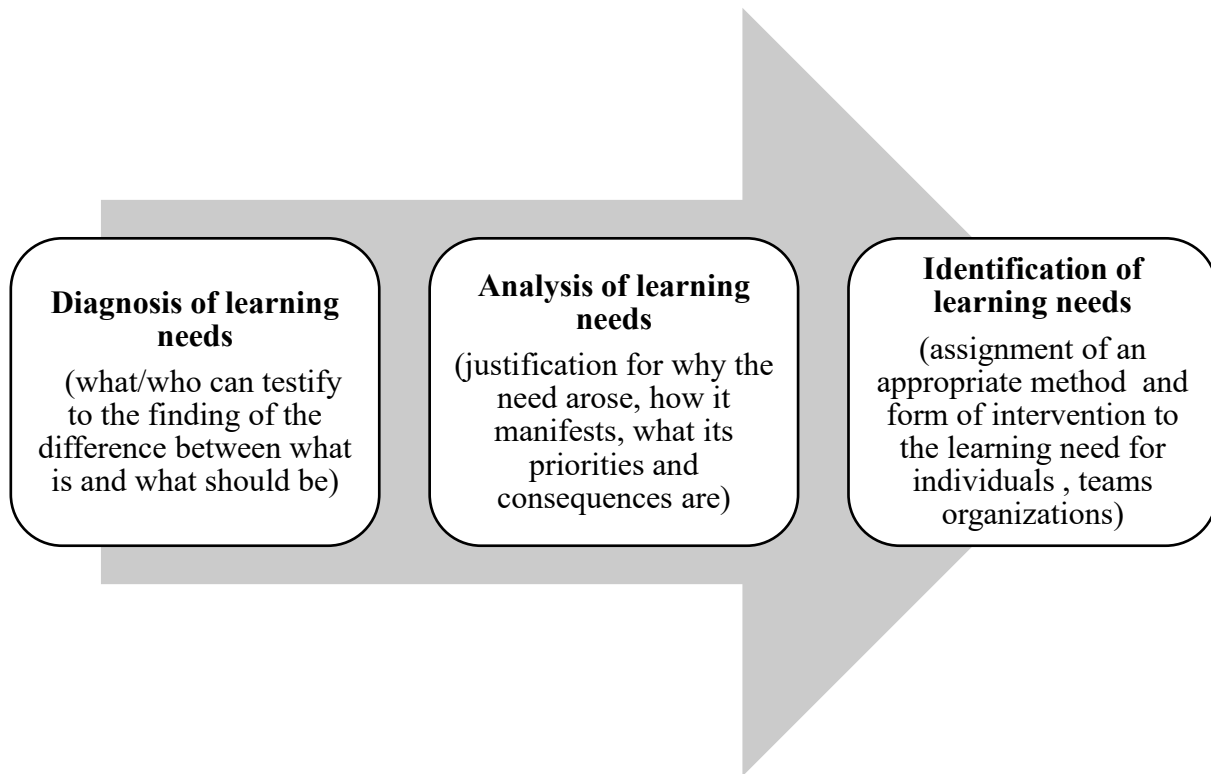 Diagnosis of learning
needs
(what/who can testify
to the finding of the
difference between what
is and what should be)
Analysis of learning
needs
(justification for why the
need arose, how it
manifests, what its
priorities and
consequences are)
Identification of
learning needs
(assignment of an
appropriate method  and
form of intervention to
the learning need for
individuals , teams
organizations)